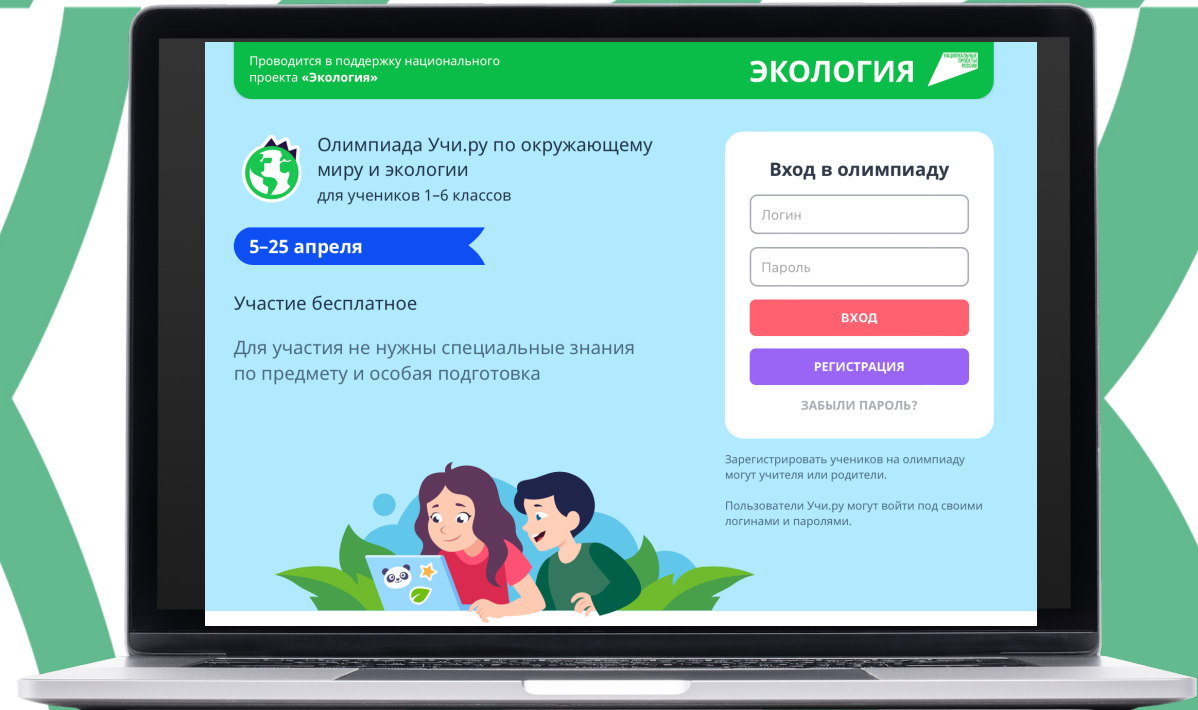 Проводится в поддержку национального
проекта «Экология»
ЭКОЛОГИЯ
НАЦИОНАЛЬНЫЕ
ПРОЕКТЫ
РОССИИ
Олимпиада Учи.ру по окружающему
миру и экологии
для учеников 1–6 классов
5–25 апреля
Участие бесплатное
Для участия не нужны специальные знания
по предмету и особая подготовка
Вход в олимпиаду
Логин
Пароль
ВХОД
РЕГИСТРАЦИЯ
ЗАБЫЛИ ПАРОЛЬ?
Зарегистрировать учеников на олимпиаду
могут учителя или родители.
Пользователи Учи.ру могут войти под своими
логинами и паролями.